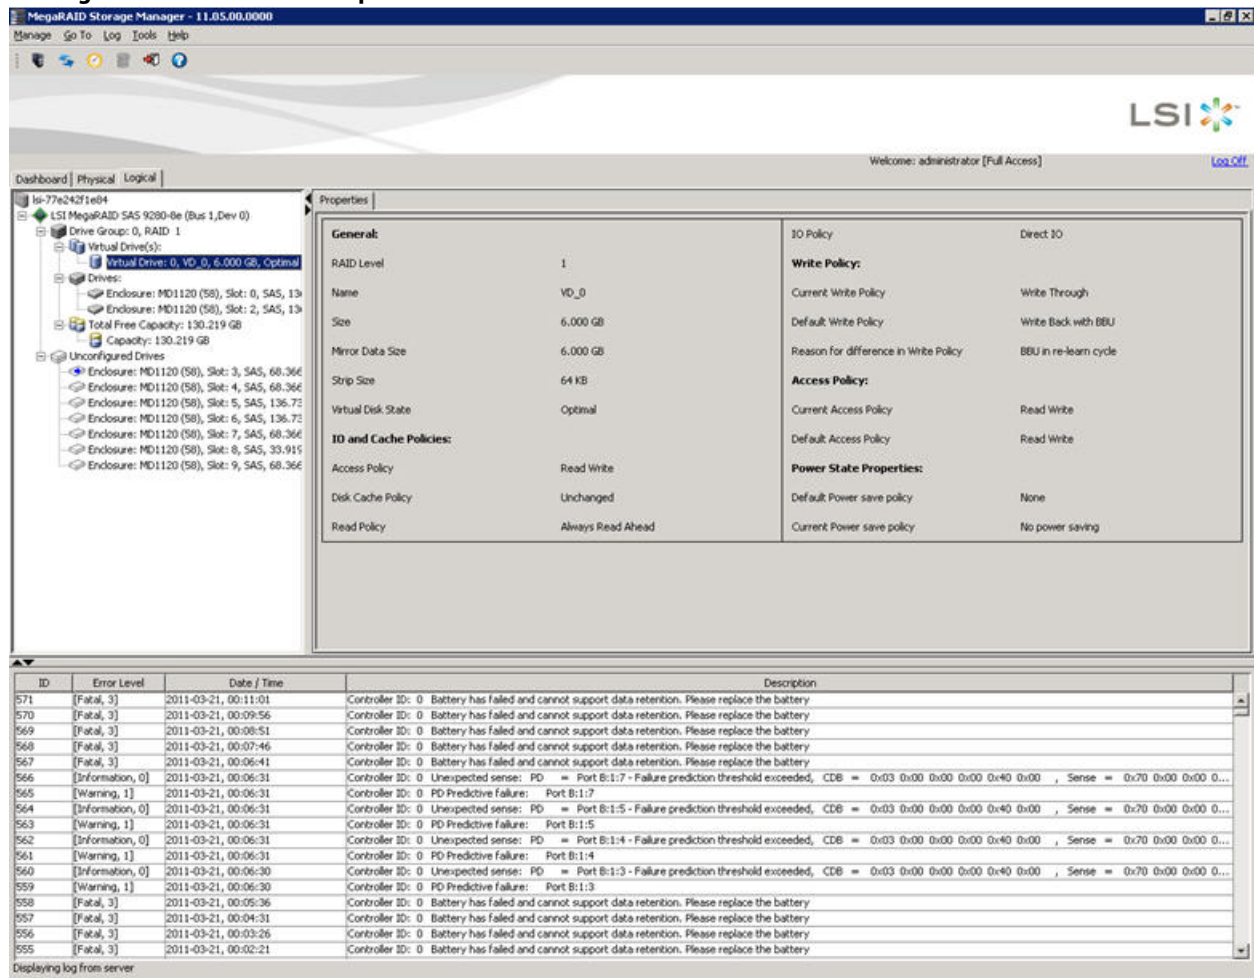 MegaRAID Storage Manager - 11.05.00.0000
Manage Go To Log Tools Help
LSI
Welcome: administrator [Full Access] Log Off
Dashboard Physical Logical
lsi-77e242f1e84
LSI MegaRAID SAS 9280-8e (Bus 1,Dev 0)
Drive Group: 0, RAID 1
Virtual Drive(s):
Virtual Drive: 0, VD_0, 6.000 GB, Optimal
Drives:
Enclosure: MD1120 (58), Slot: 0, SAS, 13
Enclosure: MD1120 (58), Slot: 2, SAS, 13
Total Free Capacity: 130.219 GB
Capacity: 130.219 GB
Unconfigured Drives
Enclosure: MD1120 (58), Slot: 3, SAS, 68.366
Enclosure: MD1120 (58), Slot: 4, SAS, 68.366
Enclosure: MD1120 (58), Slot: 5, SAS, 136.73
Enclosure: MD1120 (58), Slot: 6, SAS, 136.73
Enclosure: MD1120 (58), Slot: 7, SAS, 68.366
Enclosure: MD1120 (58), Slot: 8, SAS, 33.919
Enclosure: MD1120 (58), Slot: 9, SAS, 68.366
Properties
General:
RAID Level 1
Name VD_0
Size 6.000 GB
Mirror Data Size 6.000 GB
Strip Size 64 KB
Virtual Disk State Optimal
IO and Cache Policies:
Access Policy Read Write
Disk Cache Policy Unchanged
Read Policy Always Read Ahead
IO Policy Direct IO
Write Policy:
Current Write Policy Write Through
Default Write Policy Write Back with BBU
Reason for difference in Write Policy BBU in re-learn cycle
Access Policy:
Current Access Policy Read Write
Default Access Policy Read Write
Power State Properties:
Default Power save policy None
Current Power save policy No power saving
ID Error Level Date / Time Description
571 [Fatal, 3] 2011-03-21, 00:11:01 Controller ID: 0 Battery has failed and cannot support data retention. Please replace the battery
570 [Fatal, 3] 2011-03-21, 00:09:56 Controller ID: 0 Battery has failed and cannot support data retention. Please replace the battery
569 [Fatal, 3] 2011-03-21, 00:08:51 Controller ID: 0 Battery has failed and cannot support data retention. Please replace the battery
568 [Fatal, 3] 2011-03-21, 00:07:46 Controller ID: 0 Battery has failed and cannot support data retention. Please replace the battery
567 [Fatal, 3] 2011-03-21, 00:06:41 Controller ID: 0 Battery has failed and cannot support data retention. Please replace the battery
566 [Information, 0] 2011-03-21, 00:06:31 Controller ID: 0 Unexpected sense: PD = Port B:1:7 - Failure prediction threshold exceeded, CDB = 0x03 0x00 0x00 0x00 0x40 0x00 , Sense = 0x70 0x00 0x00 0...
565 [Warning, 1] 2011-03-21, 00:06:31 Controller ID: 0 PD Predictive failure: Port B:1:7
564 [Information, 0] 2011-03-21, 00:06:31 Controller ID: 0 Unexpected sense: PD = Port B:1:5 - Failure prediction threshold exceeded, CDB = 0x03 0x00 0x00 0x00 0x40 0x00 , Sense = 0x70 0x00 0x00 0...
563 [Warning, 1] 2011-03-21, 00:06:31 Controller ID: 0 PD Predictive failure: Port B:1:5
562 [Information, 0] 2011-03-21, 00:06:31 Controller ID: 0 Unexpected sense: PD = Port B:1:4 - Failure prediction threshold exceeded, CDB = 0x03 0x00 0x00 0x00 0x40 0x00 , Sense = 0x70 0x00 0x00 0...
561 [Warning, 1] 2011-03-21, 00:06:31 Controller ID: 0 PD Predictive failure: Port B:1:4
560 [Information, 0] 2011-03-21, 00:06:30 Controller ID: 0 Unexpected sense: PD = Port B:1:3 - Failure prediction threshold exceeded, CDB = 0x03 0x00 0x00 0x00 0x40 0x00 , Sense = 0x70 0x00 0x00 0...
559 [Warning, 1] 2011-03-21, 00:06:30 Controller ID: 0 PD Predictive failure: Port B:1:3
558 [Fatal, 3] 2011-03-21, 00:05:36 Controller ID: 0 Battery has failed and cannot support data retention. Please replace the battery
557 [Fatal, 3] 2011-03-21, 00:04:31 Controller ID: 0 Battery has failed and cannot support data retention. Please replace the battery
556 [Fatal, 3] 2011-03-21, 00:03:26 Controller ID: 0 Battery has failed and cannot support data retention. Please replace the battery
555 [Fatal, 3] 2011-03-21, 00:02:21 Controller ID: 0 Battery has failed and cannot support data retention. Please replace the battery
Displaying log from server